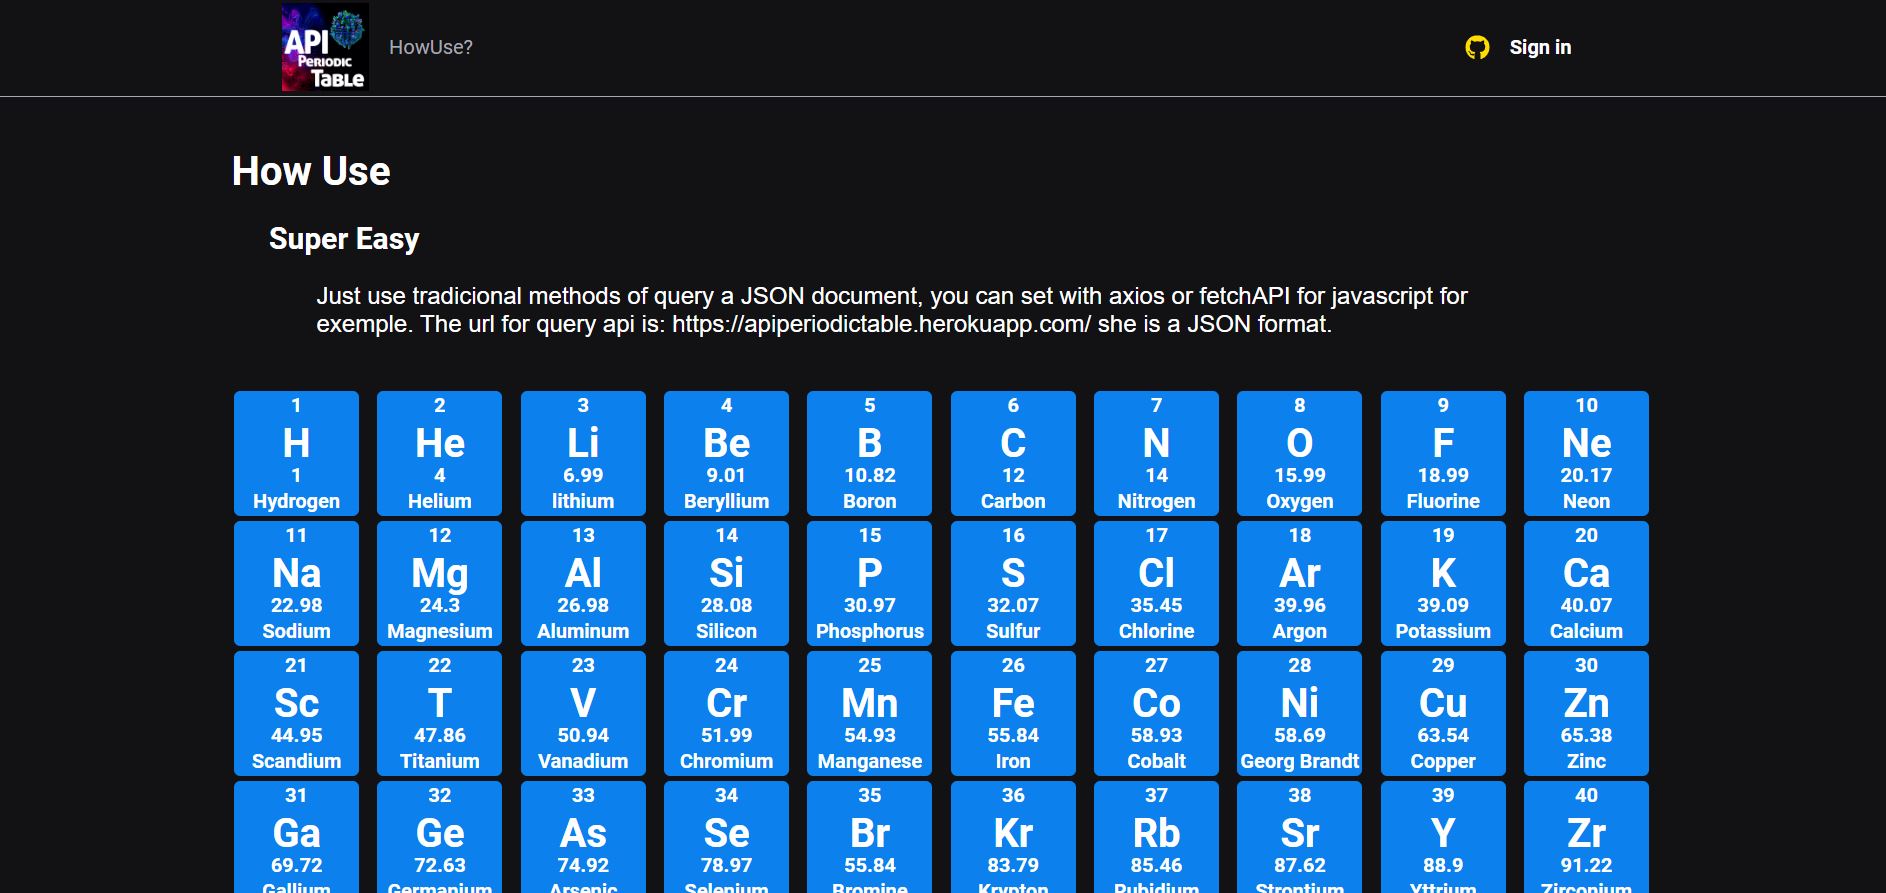 API
PERIODIC
TABLE
HowUse?
Sign in
How Use
Super Easy
Just use tradicional methods of query a JSON document, you can set with axios or fetchAPI for javascript for
exemple. The url for query api is: https://apiperiodictable.herokuapp.com/ she is a JSON format.
1 2 3 4 5 6 7 8 9 10
H He Li Be B C N O F Ne
1 4 6.99 9.01 10.82 12 14 15.99 18.99 20.17
Hydrogen Helium lithium Beryllium Boron Carbon Nitrogen Oxygen Fluorine Neon
11 12 13 14 15 16 17 18 19 20
Na Mg Al Si P S Cl Ar K Ca
22.98 24.3 26.98 28.08 30.97 32.07 35.45 39.96 39.09 40.07
Sodium Magnesium Aluminum Silicon Phosphorus Sulfur Chlorine Argon Potassium Calcium
21 22 23 24 25 26 27 28 29 30
Sc T V Cr Mn Fe Co Ni Cu Zn
44.95 47.86 50.94 51.99 54.93 55.84 58.93 58.69 63.54 65.38
Scandium Titanium Vanadium Chromium Manganese Iron Cobalt Georg Brandt Copper Zinc
31 32 33 34 35 36 37 38 39 40
Ga Ge As Se Br Kr Rb Sr Y Zr
69.72 72.63 74.92 78.97 55.84 83.79 85.46 87.62 88.9 91.22
Gallium Germanium Arsenic Selenium Bromine Krypton Rubidium Strontium Yttrium Zirconium